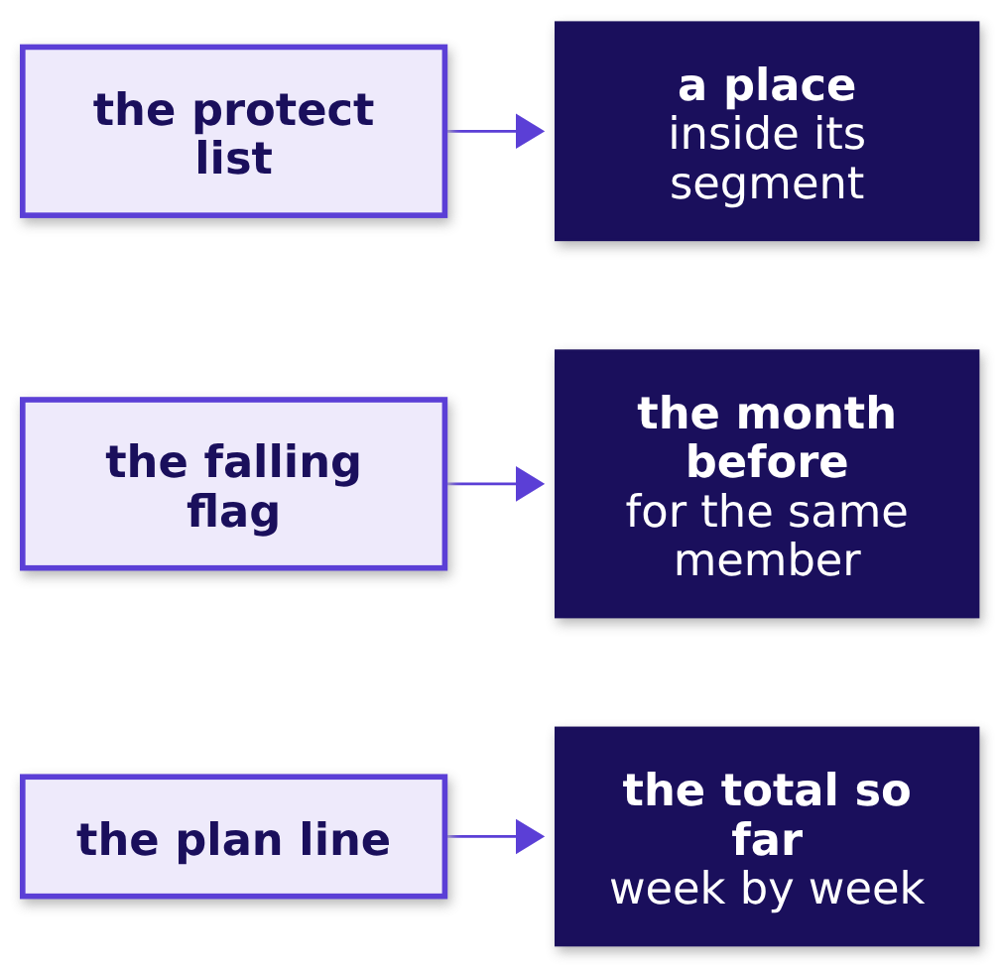 the protect
list
a place
inside its
segment
the falling
flag
the month
before
for the same
member
the plan line
the total so
far
week by week